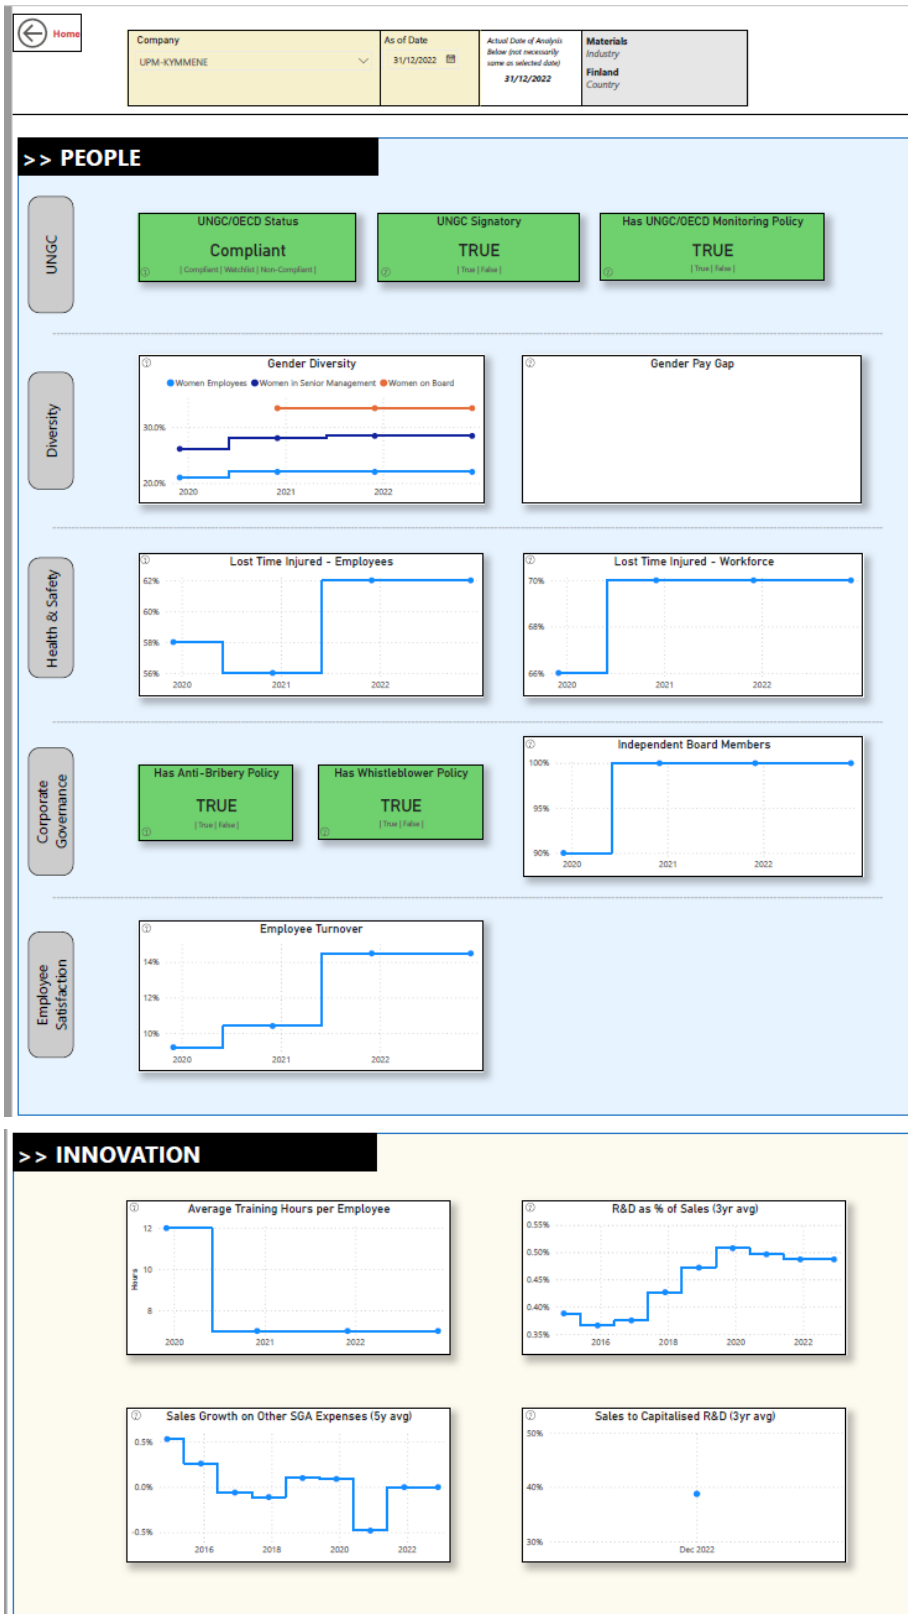 Home
Company
UPM-KYMMENE
As of Date
31/12/2022
Actual Date of Analysis
Below (not necessarily
same as selected date)
31/12/2022
Materials
Industry
Finland
Country
>> PEOPLE
UNGC
UNGC/OECD Status
Compliant
| Compliant | Watchlist | Non-Compliant |
UNGC Signatory
TRUE
| True | False |
Has UNGC/OECD Monitoring Policy
TRUE
| True | False |
Diversity
Gender Diversity
Women Employees Women in Senior Management Women on Board
30.0%
20.0%
2020 2021 2022
Gender Pay Gap
Health & Safety
Lost Time Injured - Employees
62%
60%
58%
56%
2020 2021 2022
Lost Time Injured - Workforce
70%
68%
66%
2020 2021 2022
Corporate
Governance
Has Anti-Bribery Policy
TRUE
| True | False |
Has Whistleblower Policy
TRUE
| True | False |
Independent Board Members
100%
95%
90%
2020 2021 2022
Employee
Satisfaction
Employee Turnover
14%
12%
10%
2020 2021 2022
>> INNOVATION
Average Training Hours per Employee
Hours
12
10
8
2020 2021 2022
R&D as % of Sales (3yr avg)
0.55%
0.50%
0.45%
0.40%
0.35%
2016 2018 2020 2022
Sales Growth on Other SGA Expenses (5y avg)
0.5%
0.0%
-0.5%
2016 2018 2020 2022
Sales to Capitalised R&D (3yr avg)
50%
40%
30%
Dec 2022